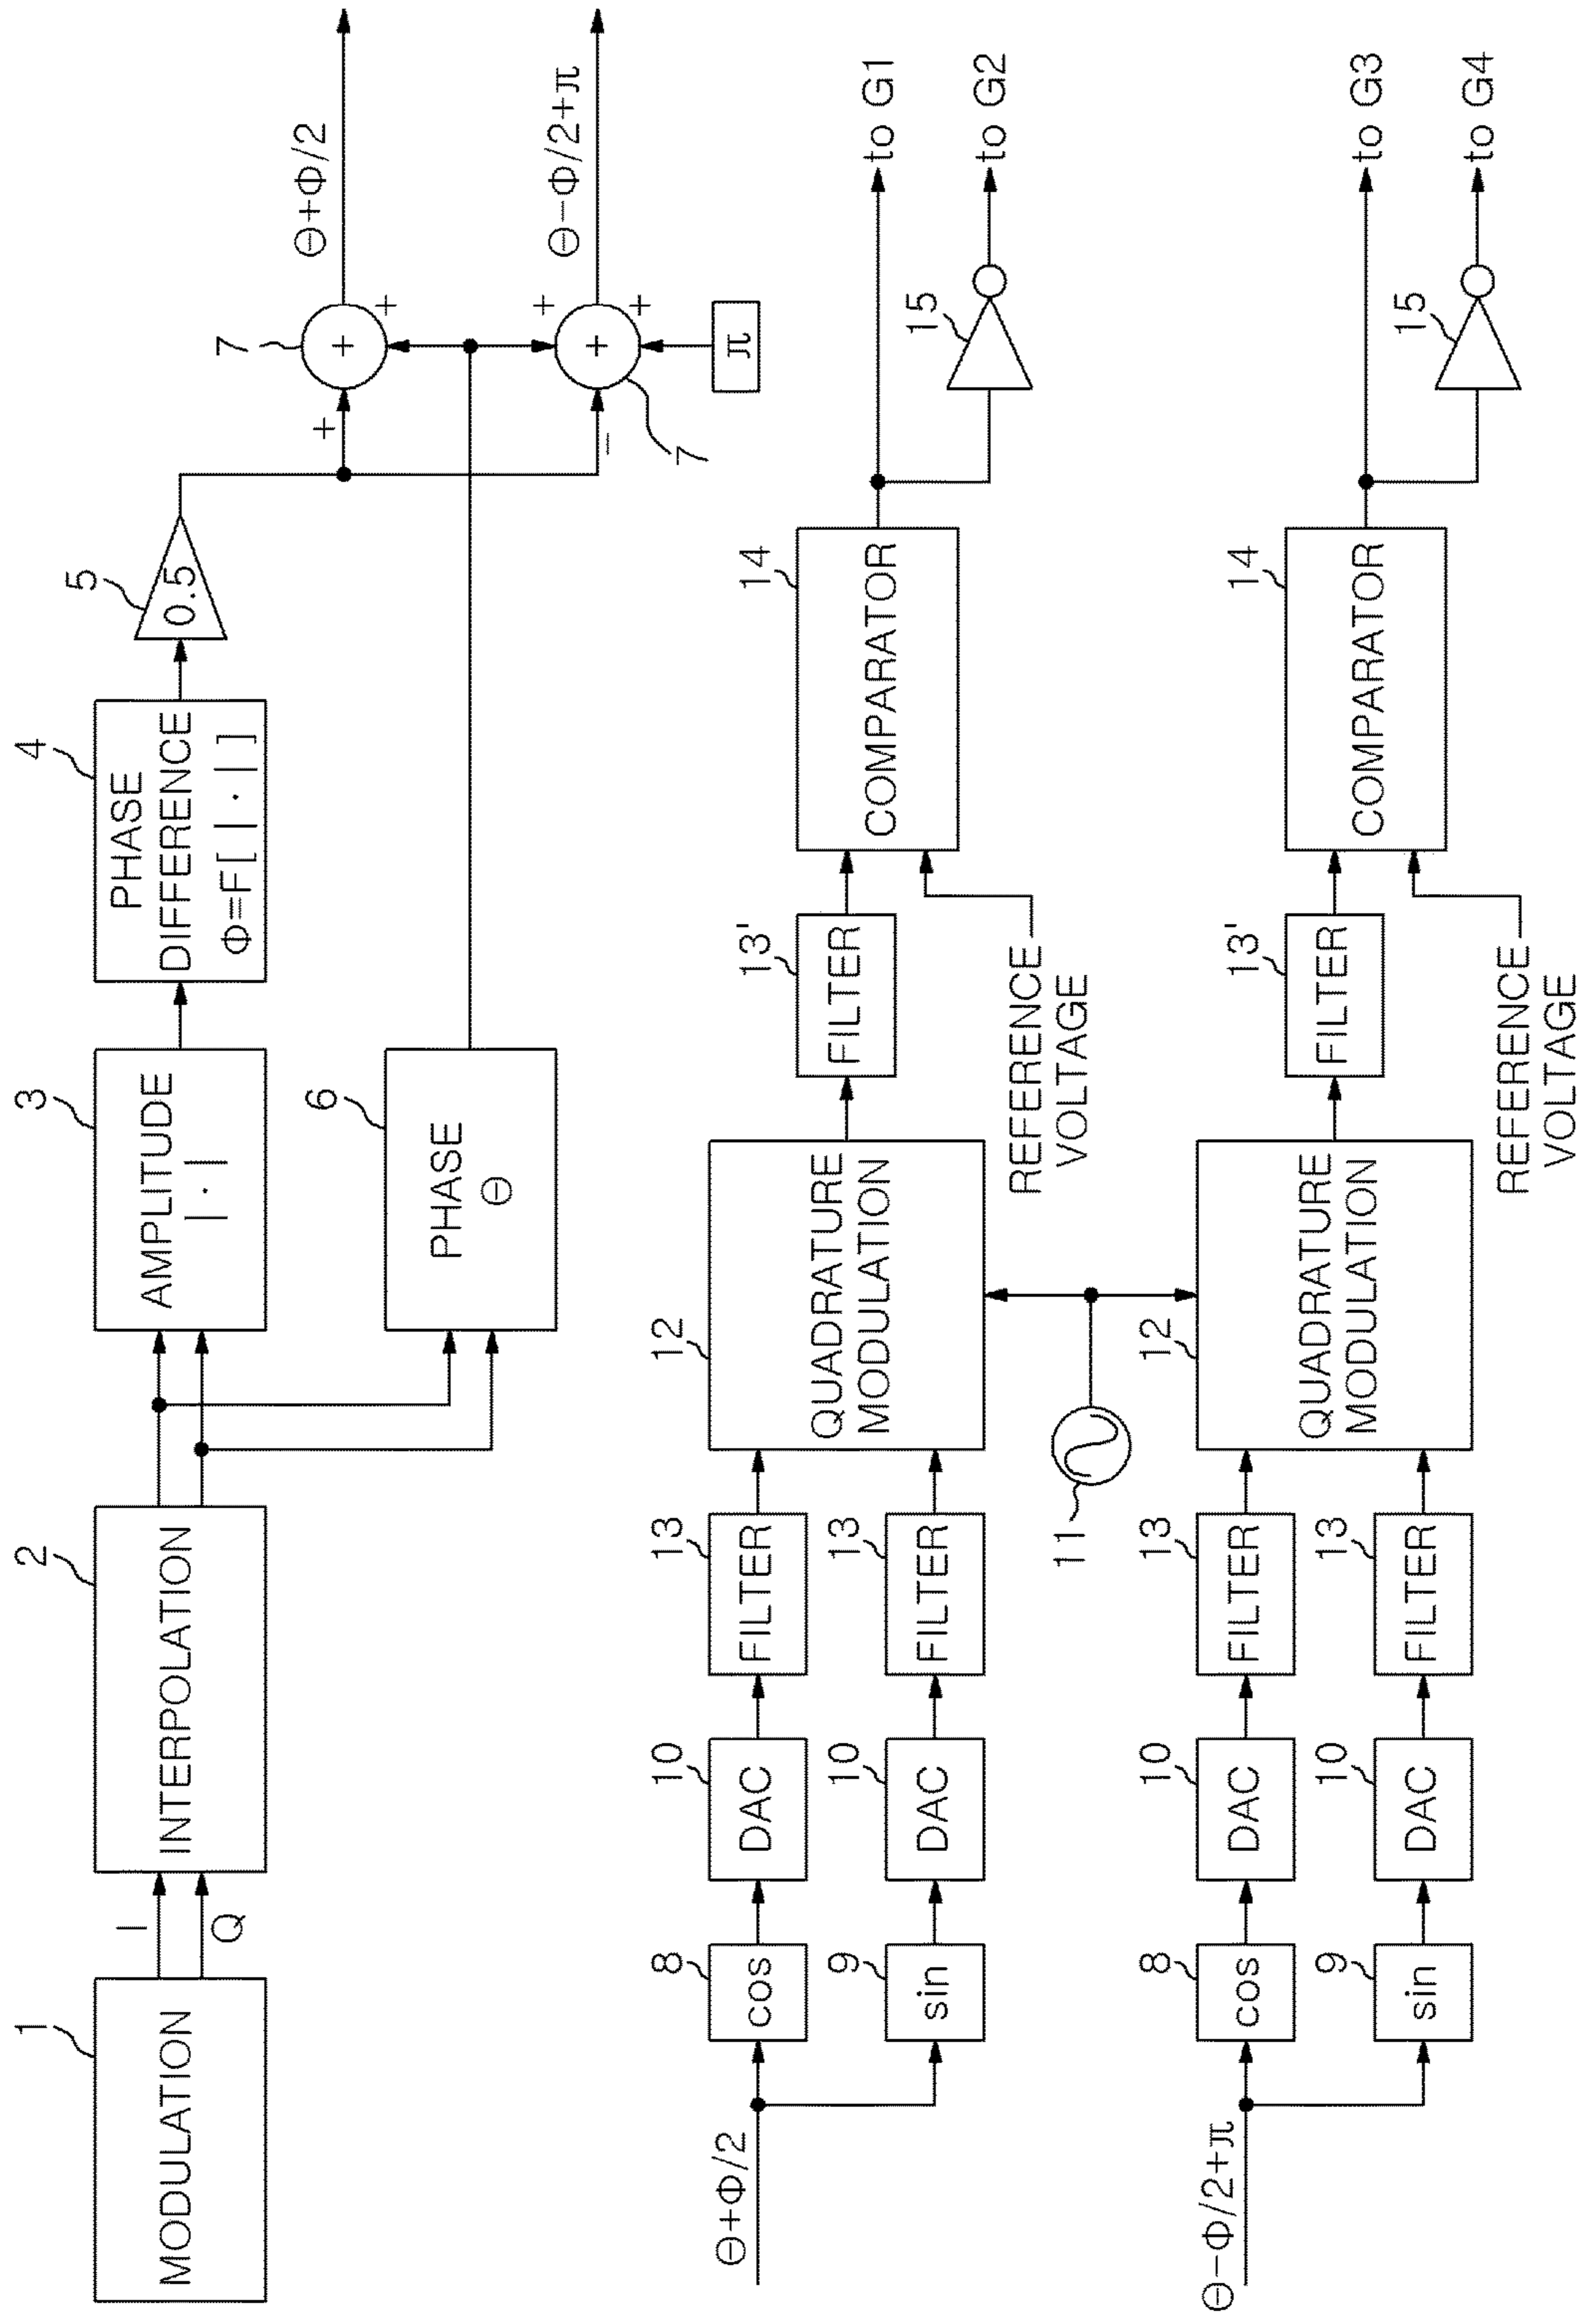 1
MODULATION
I
Q
2
INTERPOLATION
3
AMPLITUDE
| · |
4
PHASE
DIFFERENCE
Φ=F[ | · | ]
5
0.5
6
PHASE
Θ
7
+
+
+
Θ+Φ/2
7
+
−
+
+
π
Θ−Φ/2+π
Θ+Φ/2
8
cos
9
sin
10
DAC
10
DAC
13
FILTER
13
FILTER
12
QUADRATURE
MODULATION
11
13'
FILTER
REFERENCE
VOLTAGE
14
COMPARATOR
15
to G1
to G2
Θ−Φ/2+π
8
cos
9
sin
10
DAC
10
DAC
13
FILTER
13
FILTER
12
QUADRATURE
MODULATION
13'
FILTER
REFERENCE
VOLTAGE
14
COMPARATOR
15
to G3
to G4